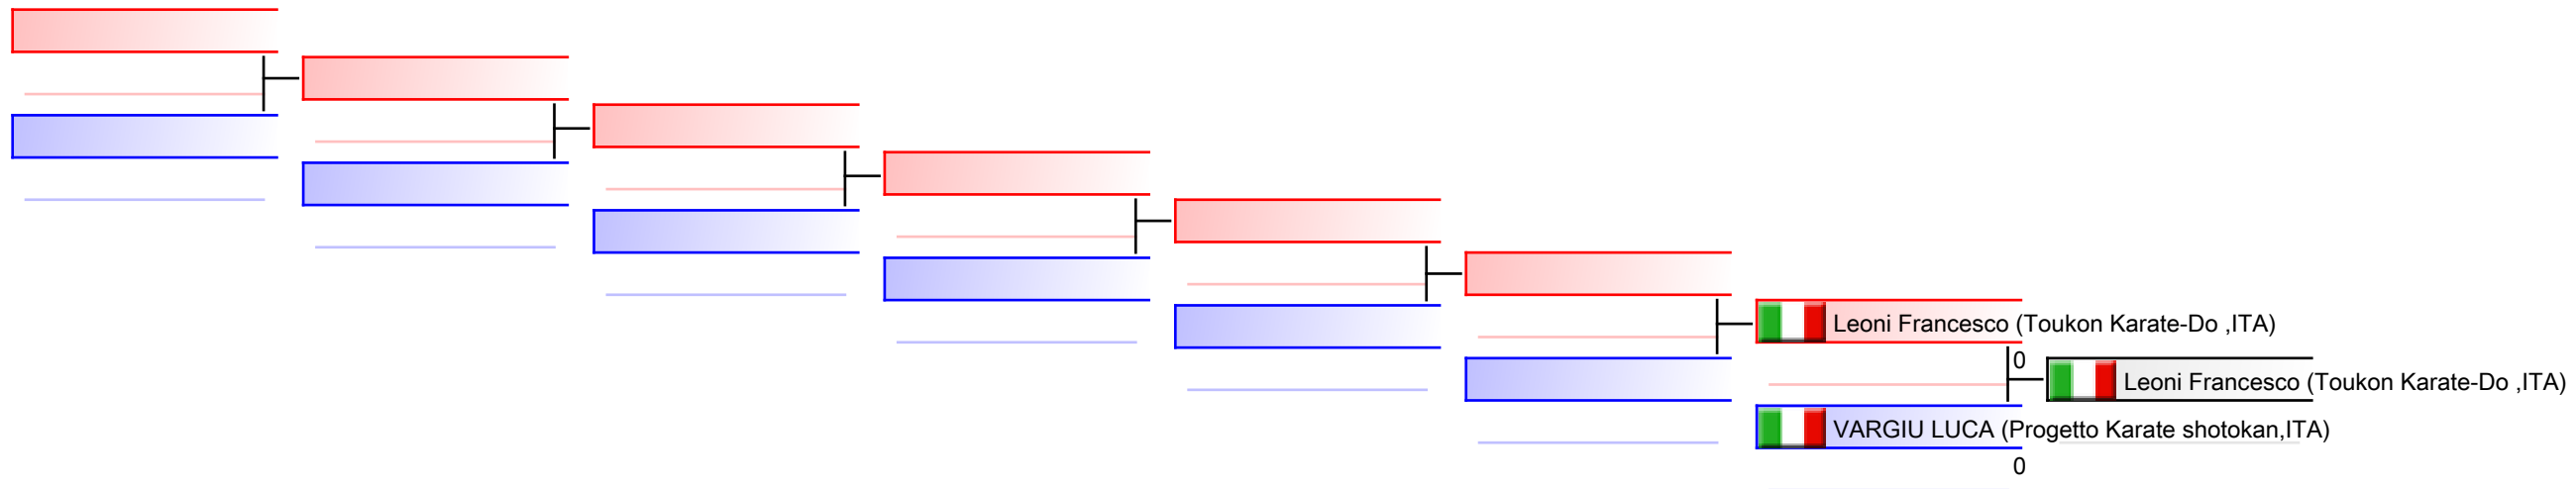 Leoni Francesco (Toukon Karate-Do ,ITA)
0
Leoni Francesco (Toukon Karate-Do ,ITA)
VARGIU LUCA (Progetto Karate shotokan,ITA)
0